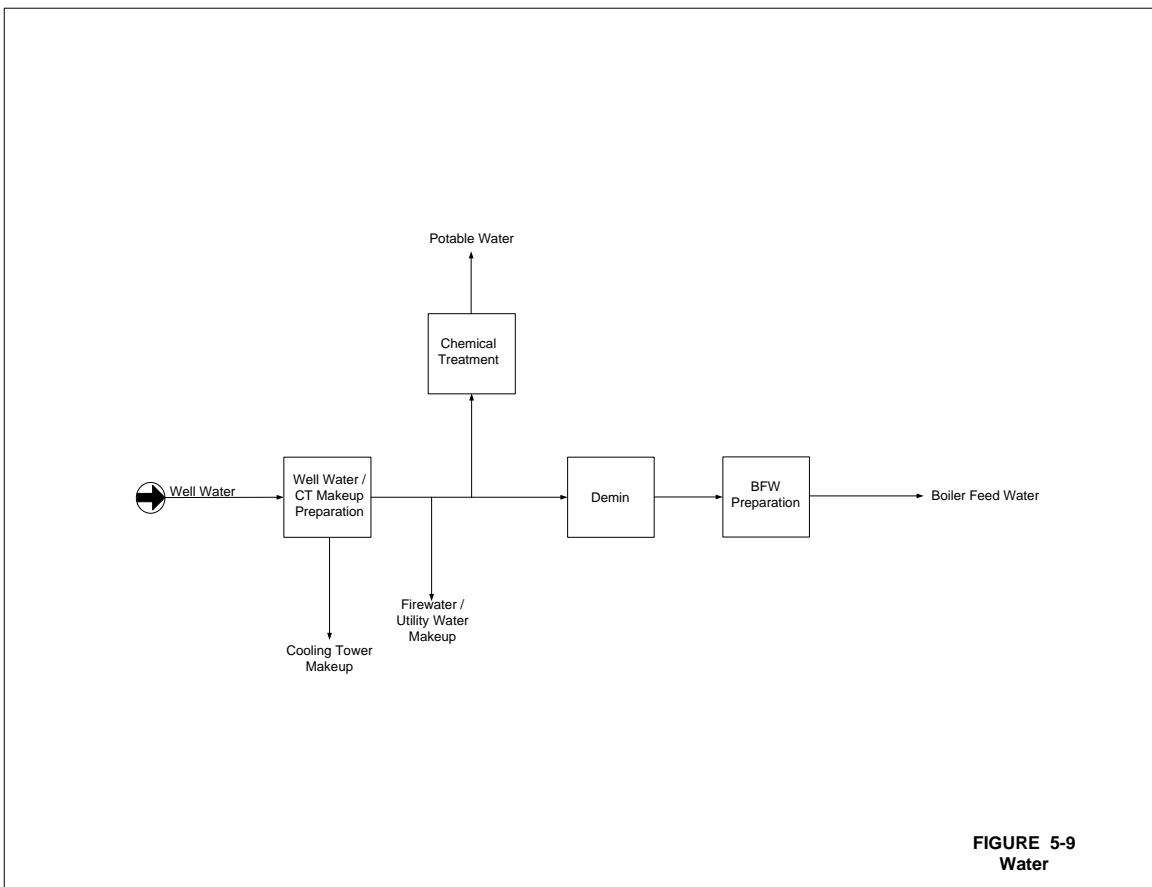 Potable Water
Chemical
Treatment
Well Water
Well Water /
CT Makeup
Preparation
Demin
BFW
Preparation
Boiler Feed Water
Firewater /
Utility Water
Makeup
Cooling Tower
Makeup
FIGURE 5-9
Water